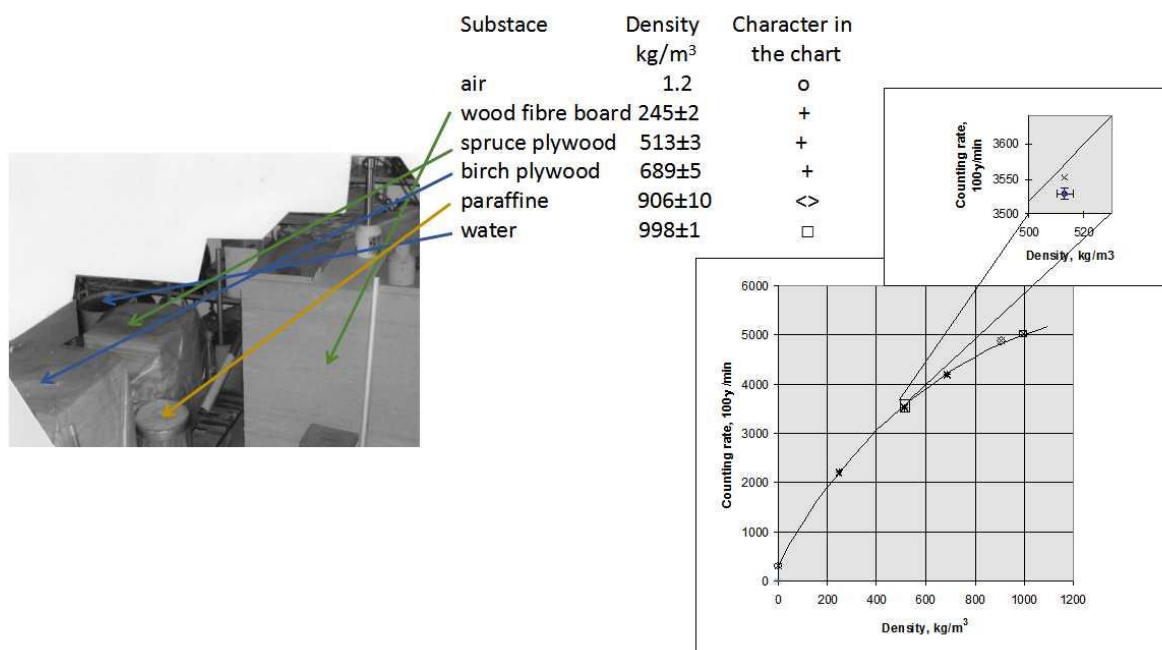 Substace Density Character in
kg/m³ the chart
air 1.2 o
wood fibre board 245±2 +
spruce plywood 513±3 +
birch plywood 689±5 +
paraffine 906±10 <>
water 998±1 □
Counting rate,
100γ/min
3600
3550
3500
500 520
Density, kg/m3
Counting rate, 100γ /min
6000
5000
4000
3000
2000
1000
0
0 200 400 600 800 1000 1200
Density, kg/m³